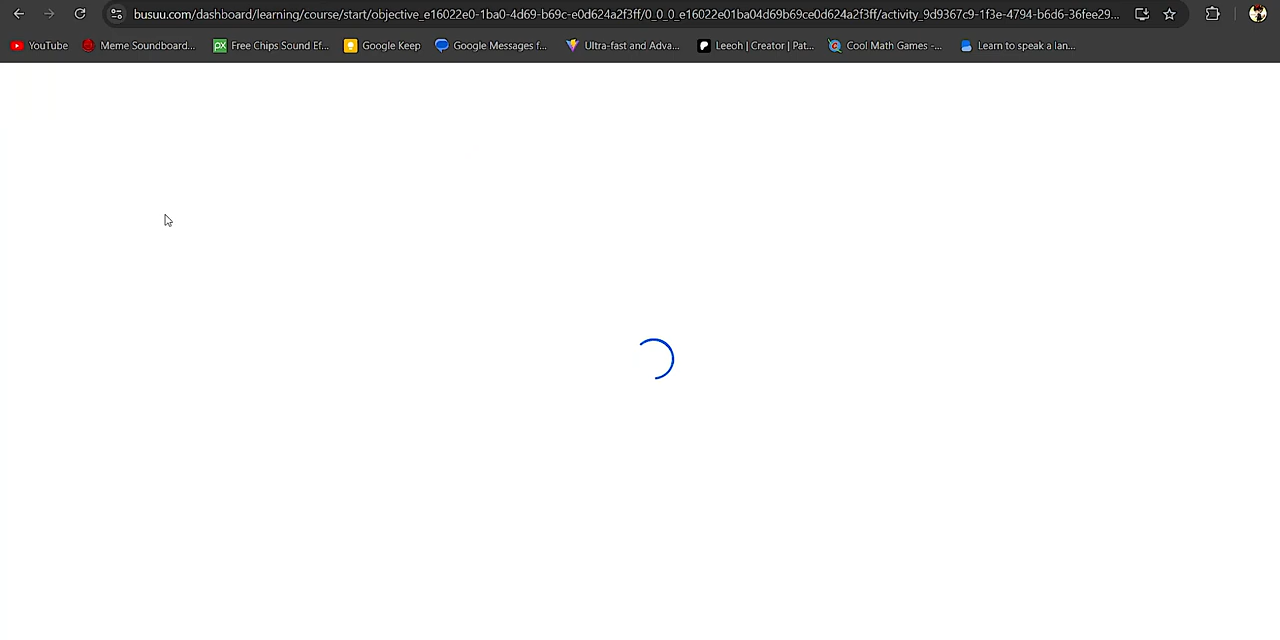 busuu.com/dashboard/learning/course/start/objective_e16022e0-1ba0-4d69-b69c-e0d624a2f3ff/0_0_0_e16022e01ba04d69b69ce0d624a2f3ff/activity_9d9367c9-1f3e-4794-b6d6-36fee29...
YouTube Meme Soundboard... Free Chips Sound Ef... Google Keep Google Messages f... Ultra-fast and Adva... Leeoh | Creator | Pat... Cool Math Games -... Learn to speak a lan...